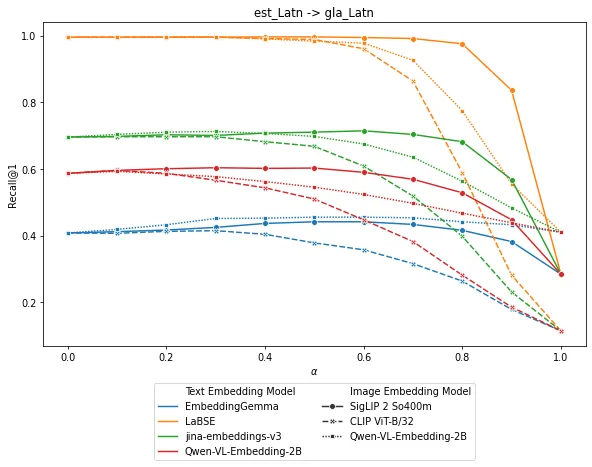 est_Latn -> gla_Latn
Recall@1
1.0
0.8
0.6
0.4
0.2
0.0
0.2
0.4
0.6
0.8
1.0
α
Text Embedding Model
EmbeddingGemma
LaBSE
jina-embeddings-v3
Qwen-VL-Embedding-2B
Image Embedding Model
SigLIP 2 So400m
CLIP ViT-B/32
Qwen-VL-Embedding-2B